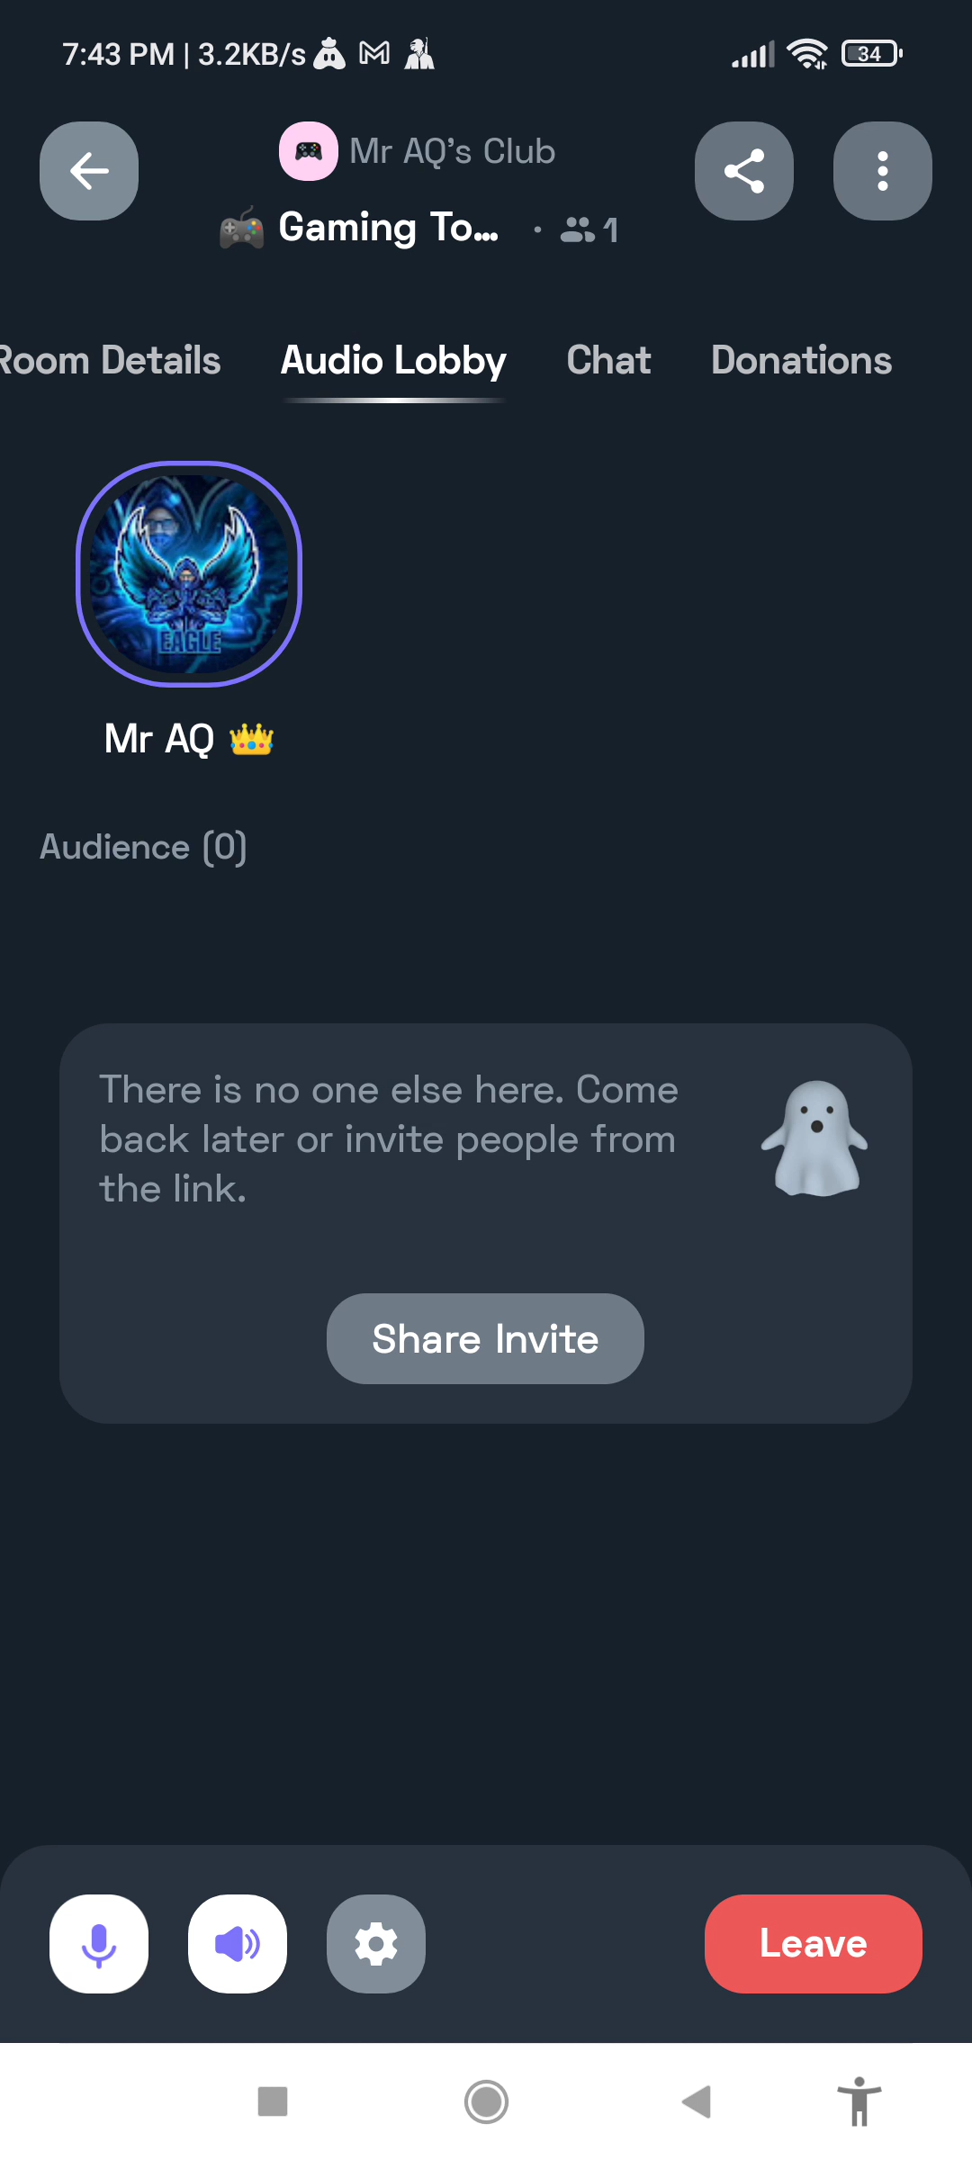 7:43 PM | 3.2KB/s
34
Mr AQ's Club
Gaming To...
· 1
Room Details
Audio Lobby
Chat
Donations
EAGLE
Mr AQ
Audience (0)
There is no one else here. Come
back later or invite people from
the link.
Share Invite
Leave